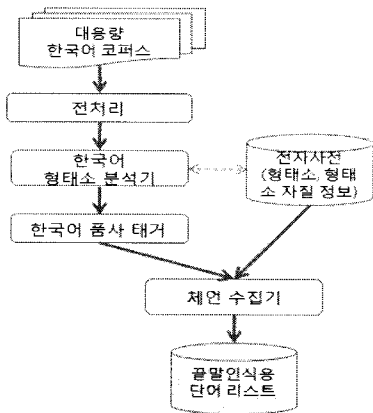 대용량
한국어 코퍼스
전처리
한국어
형태소 분석기
전자사전
(형태소, 형태
소 자질 정보)
한국어 품사 태거
체언 수집기
끝말인식용
단어 리스트